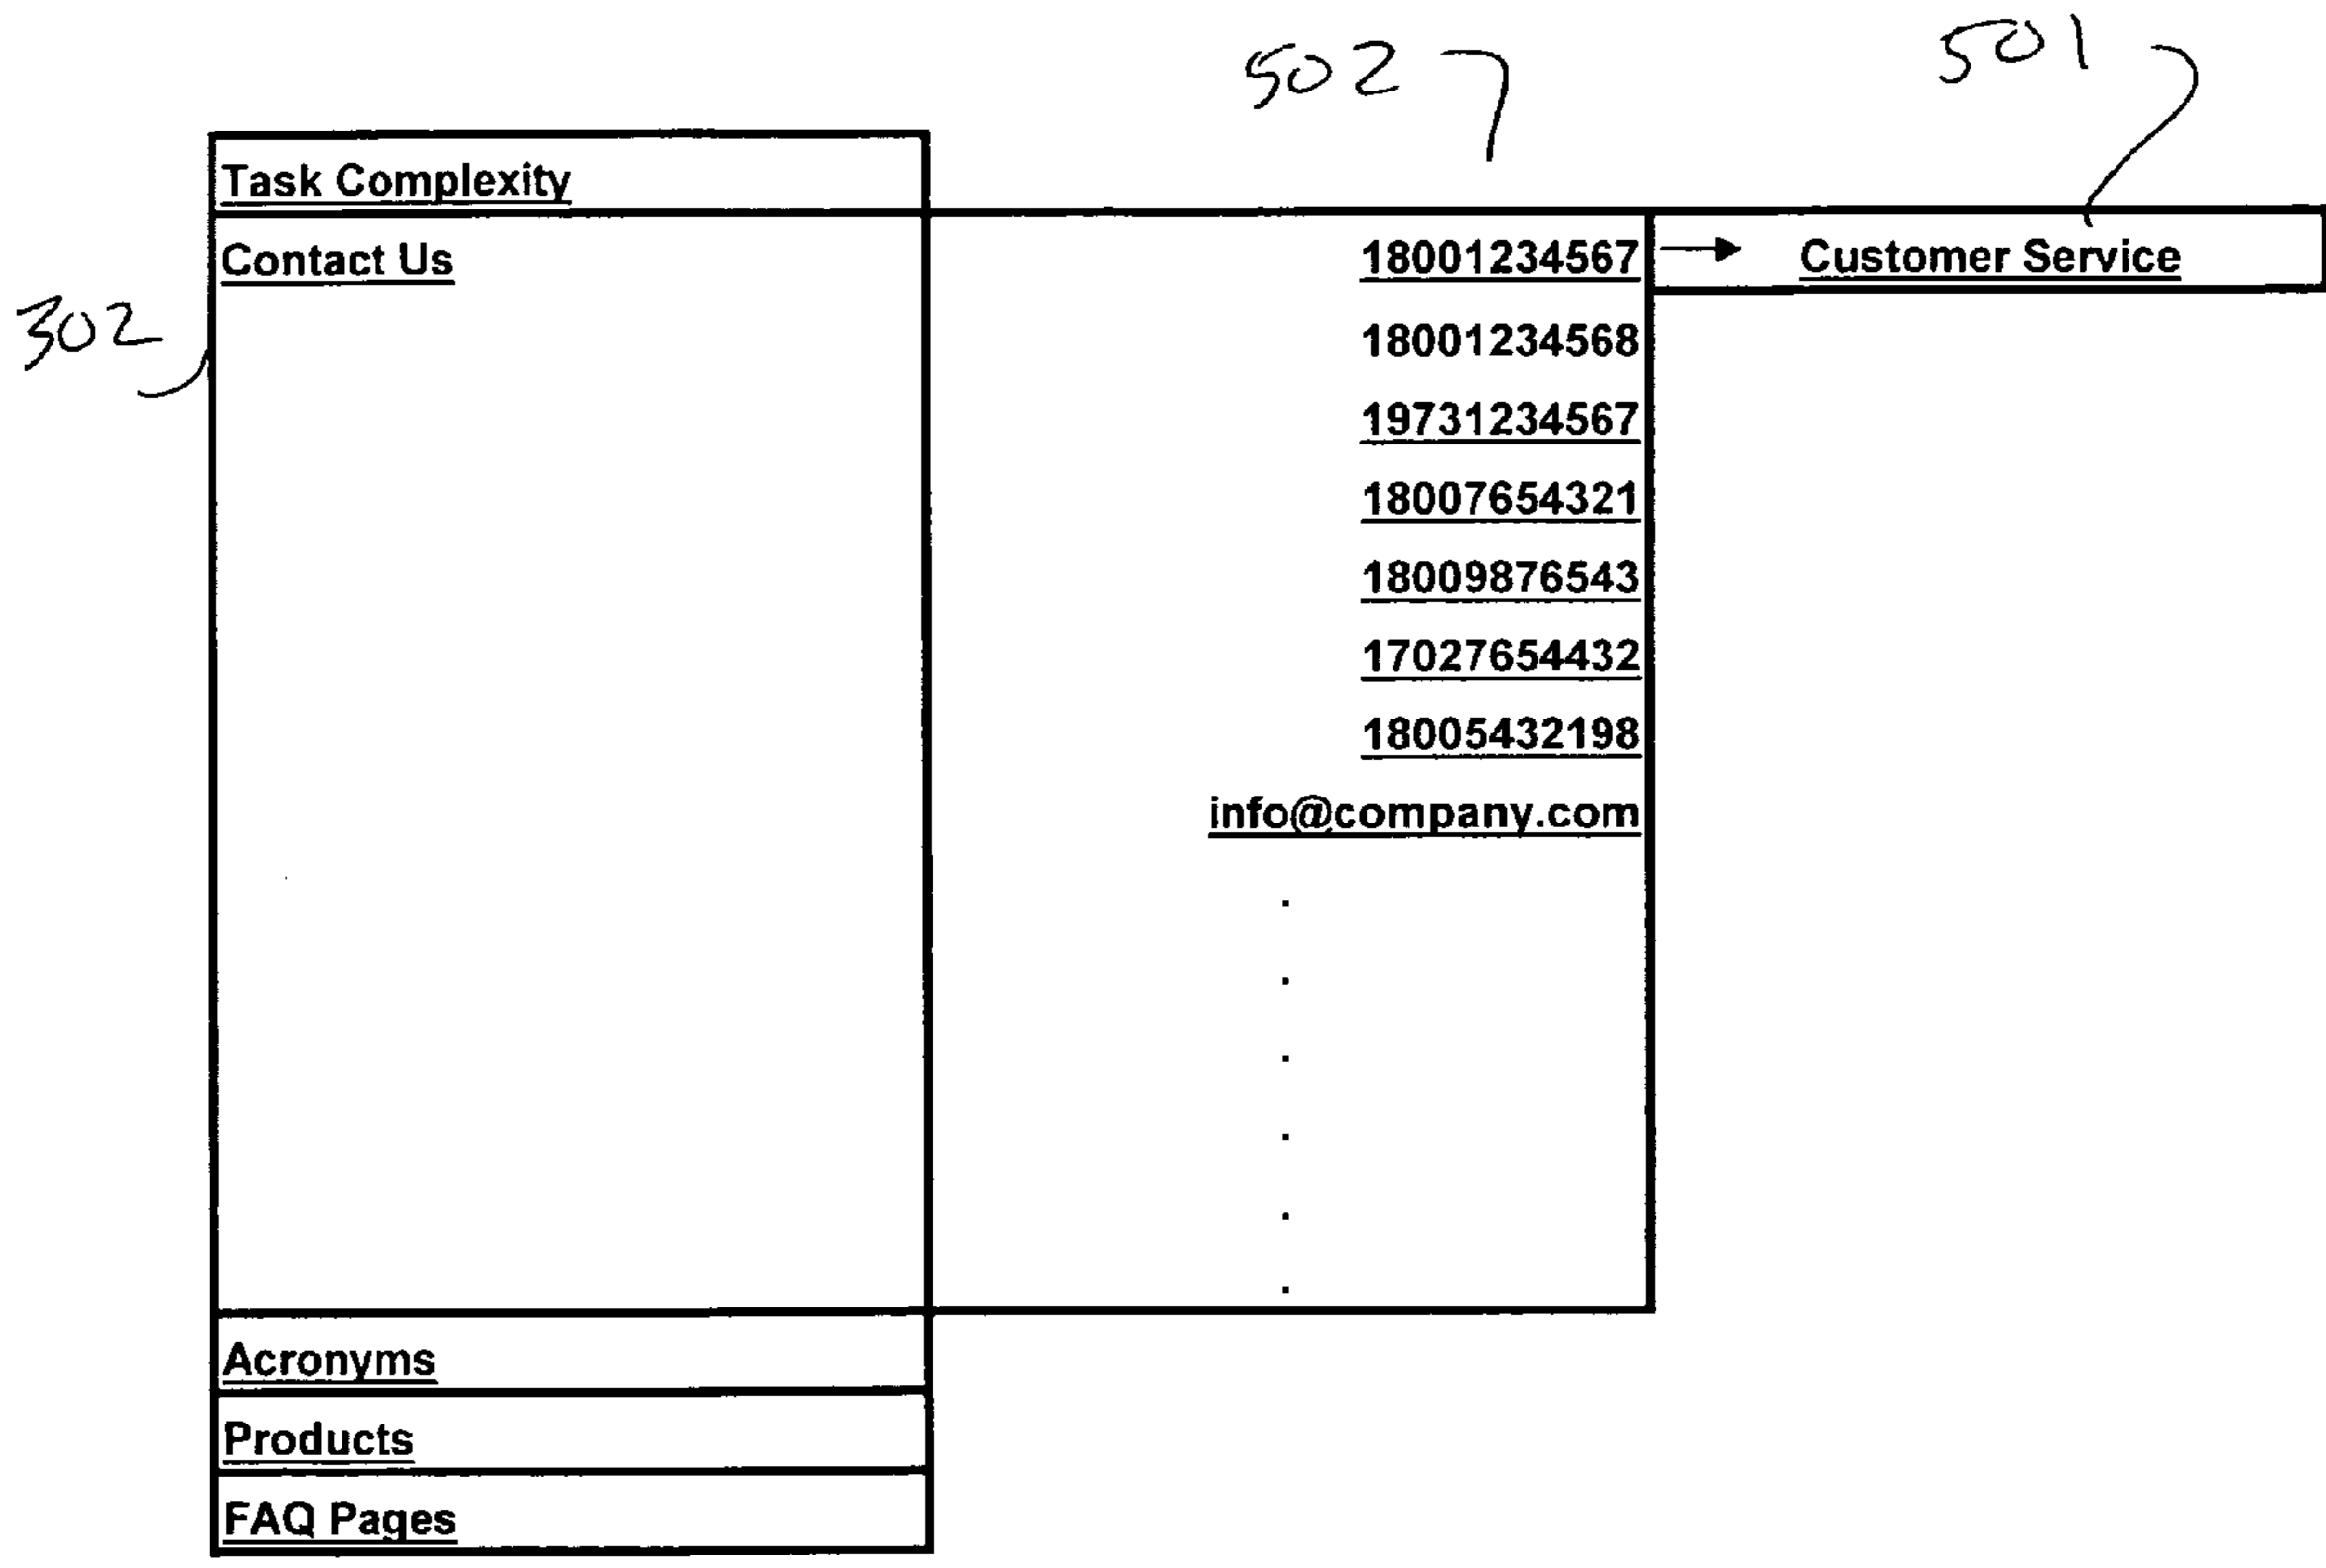 502 501
Task Complexity
Contact Us 18001234567 → Customer Service
302 18001234568
19731234567
18007654321
18009876543
17027654432
18005432198
info@company.com
.
.
.
.
.
.
Acronyms
Products
FAQ Pages